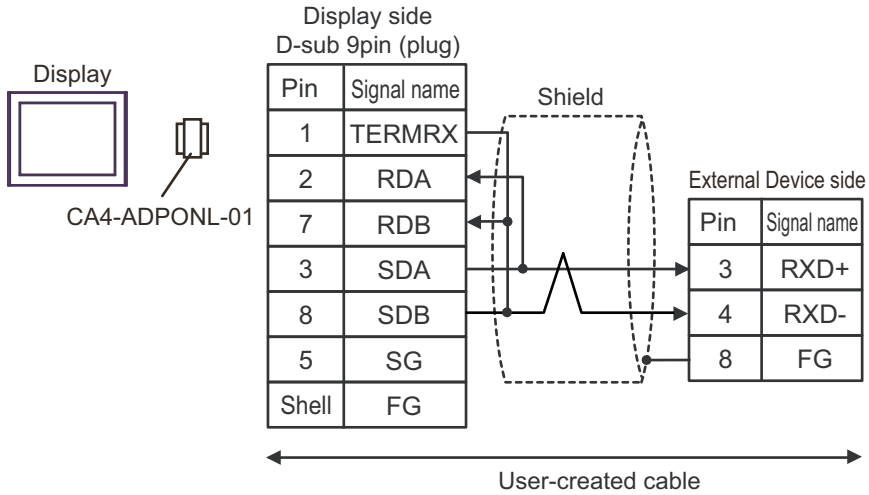 Display side
D-sub 9pin (plug)
Display
CA4-ADPONL-01
Pin Signal name
1 TERMRX
2 RDA
7 RDB
3 SDA
8 SDB
5 SG
Shell FG
Shield
External Device side
Pin Signal name
3 RXD+
4 RXD-
8 FG
User-created cable